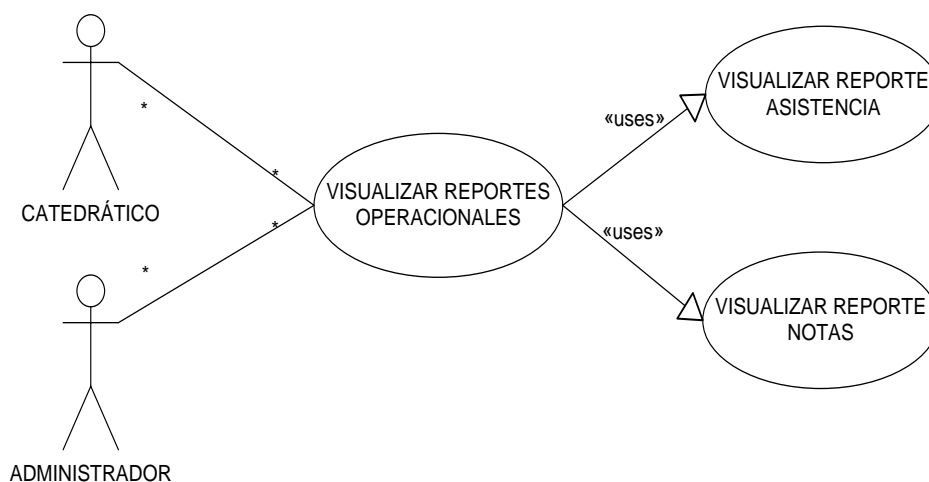 VISUALIZAR REPORTE
ASISTENCIA
«uses»
*
*
VISUALIZAR REPORTES
OPERACIONALES
CATEDRÁTICO
*
«uses»
*
VISUALIZAR REPORTE
NOTAS
ADMINISTRADOR